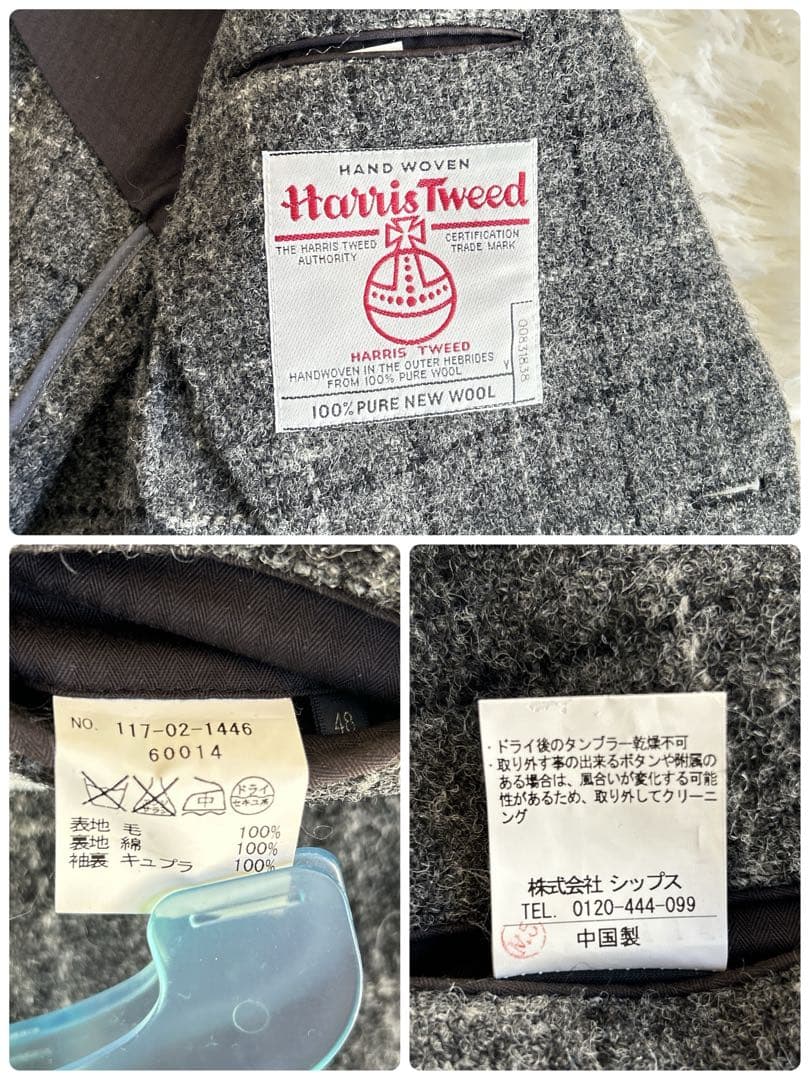 HAND WOVEN
Harris Tweed
THE HARRIS TWEED AUTHORITY
CERTIFICATION TRADE MARK
HARRIS TWEED
HANDWOVEN IN THE OUTER HEBRIDES
FROM 100% PURE WOOL
V
00831838
100% PURE NEW WOOL
48
NO. 117-02-1446
60014
中
ドライ
セキユ系
表地 毛 100%
裏地 綿 100%
袖裏 キュプラ 100%
・ドライ後のタンブラー乾燥不可
・取り外す事の出来るボタンや附属の
ある場合は、風合いが変化する可能
性があるため、取り外してクリーニ
ング
株式会社 シップス
TEL. 0120-444-099
中国製